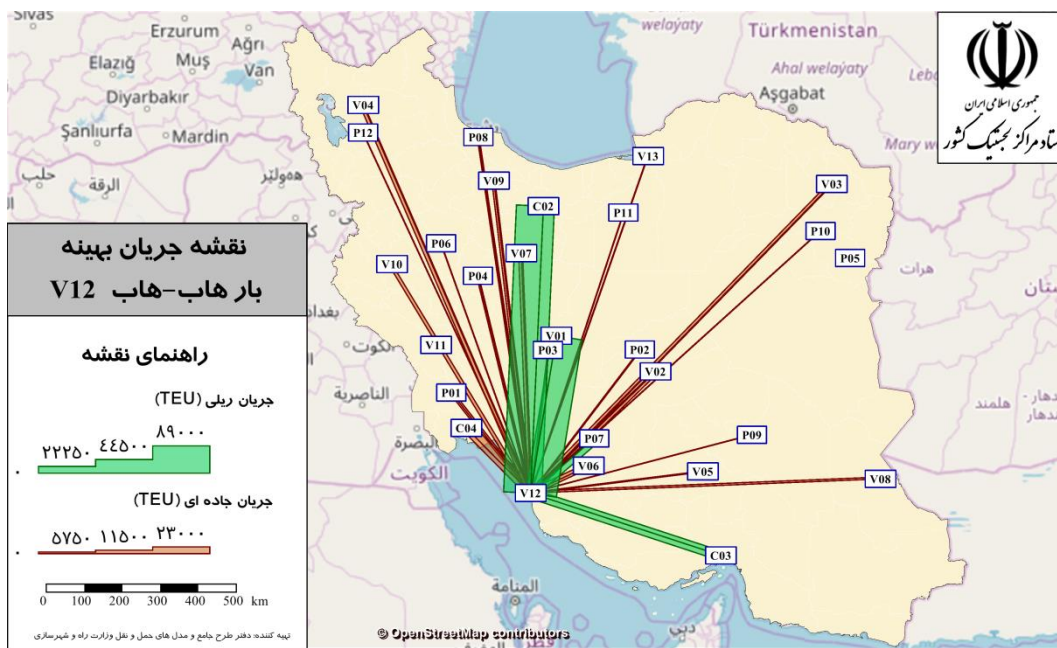 Sivas
Erzurum
Ağrı
Elazığ
Muş
Van
Diyarbakır
Şanlıurfa
Mardin
الرقة
حلب
هەولێر
بغداد
الكوت
الناصرية
البصرة
الكويت
المنامة
دبي
قطر
welaýaty
Türkmenistan
Ahal welaýaty
Aşgabat
Mary
هرات
هلمند
جمهوری اسلامی ایران
ستاد مراکز لجستیک کشور
V04
P12
P08
V09
C02
V13
P11
V03
P10
P05
P06
V07
V10
P04
V01
P03
V11
P02
V02
P01
C04
P07
V06
P09
V05
V08
V12
C03
نقشه جریان بهینه
بار هاب-هاب V12
راهنمای نقشه
جریان ریلی (TEU)
۲۲۲۵۰ ٤٤۵۰۰ ۸۹۰۰۰
جریان جاده ای (TEU)
۵۷۵۰ ۱۱۵۰۰ ۲۳۰۰۰
0 100 200 300 400 500 km
تهیه کننده: دفتر طرح جامع و مدل های حمل و نقل وزارت راه و شهرسازی
© OpenStreetMap contributors